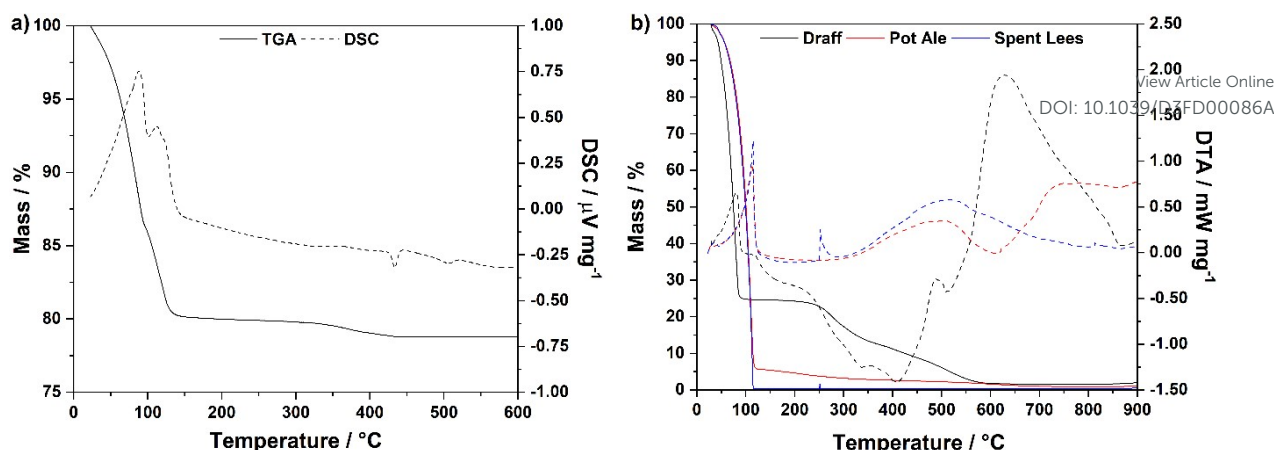 a)
TGA
DSC
100
95
90
85
80
75
Mass / %
1.00
0.75
0.50
0.25
0.00
-0.25
-0.50
-0.75
-1.00
DSC / μV mg-1
0 100 200 300 400 500 600
Temperature / °C
b)
Draff Pot Ale Spent Lees
100
90
80
70
60
50
40
30
20
10
0
Mass / %
2.50
2.00
1.50
1.00
0.50
0.00
-0.50
-1.00
-1.50
DTA / mW mg-1
0 100 200 300 400 500 600 700 800 900
Temperature / °C
View Article Online
DOI: 10.1039/D3FD00086A